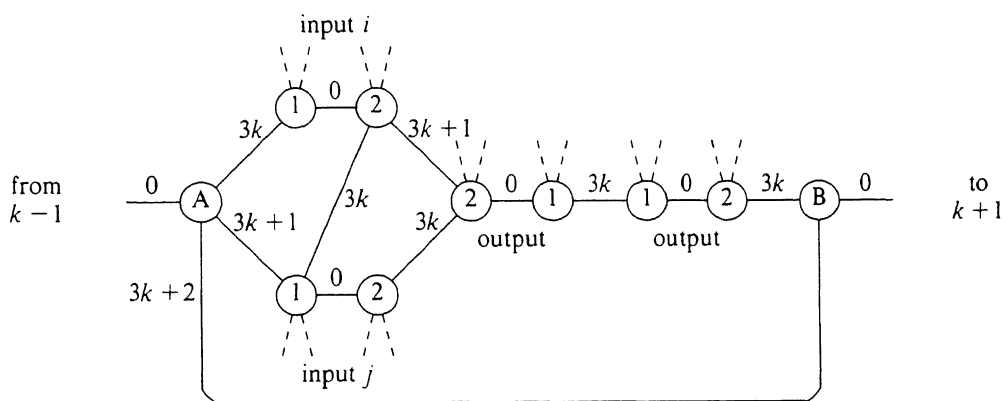 input i
0
1
2
3k
3k + 1
from
k – 1
0
A
3k
2
0
1
3k
1
0
2
3k
B
0
to
k + 1
3k + 1
3k
output
output
3k + 2
1
0
2
input j